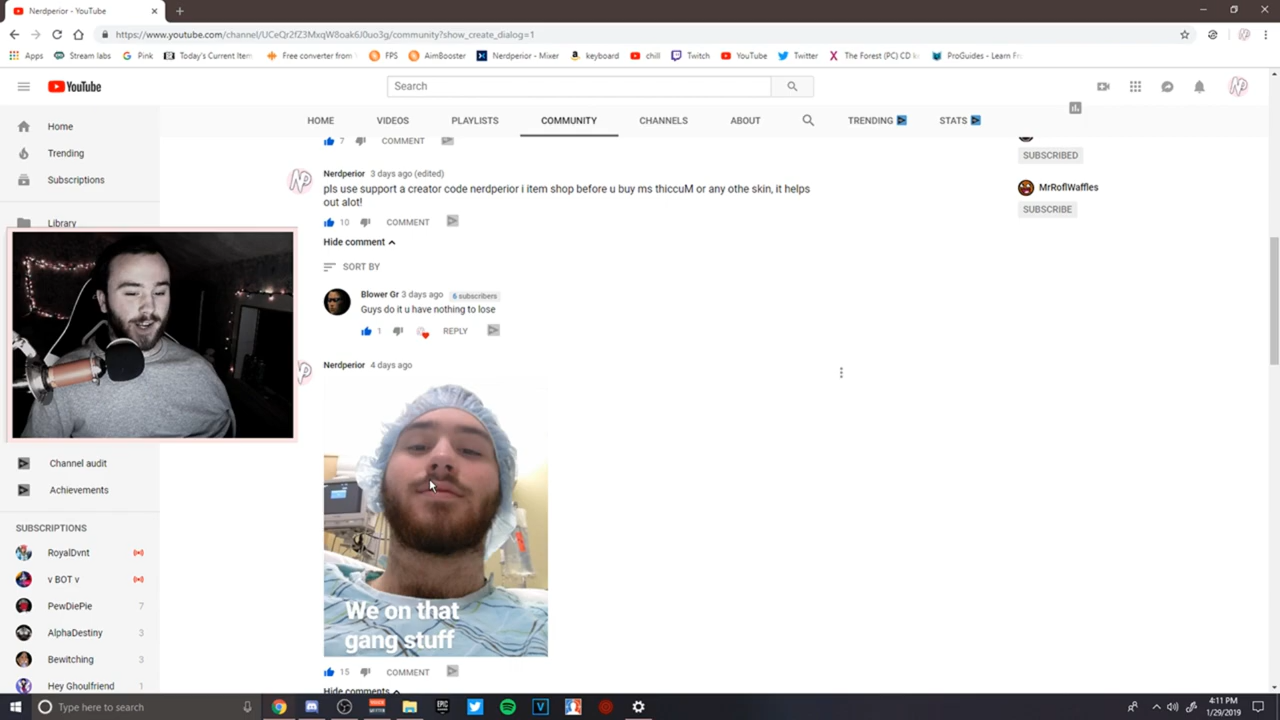 Nerdperior - YouTube
https://www.youtube.com/channel/UCeQr2fZ3MxqW8oak6J0uo3g/community?show_create_dialog=1
Apps Stream labs Pink Today's Current Item Free converter from FPS AimBooster Nerdperior - Mixer keyboard chill Twitch YouTube Twitter The Forest (PC) CD ProGuides - Learn
YouTube
Search
HOME VIDEOS PLAYLISTS COMMUNITY CHANNELS ABOUT TRENDING STATS
Home
Trending
Subscriptions
Library
Channel audit
Achievements
SUBSCRIPTIONS
RoyalDvnt
v BOT v
PewDiePie 7
AlphaDestiny 3
Bewitching 3
Hey Ghoulfriend 1
7 COMMENT
Nerdperior 3 days ago (edited)
pls use support a creator code nerdperior i item shop before u buy ms thiccuM or any othe skin, it helps
out alot!
10 COMMENT
Hide comment
SORT BY
Blower Gr 3 days ago 6 subscribers
Guys do it u have nothing to lose
1 REPLY
Nerdperior 4 days ago
We on that
gang stuff
15 COMMENT
Hide comments
SUBSCRIBED
MrRoflWaffles
SUBSCRIBE
Type here to search
4:11 PM
1/29/2019